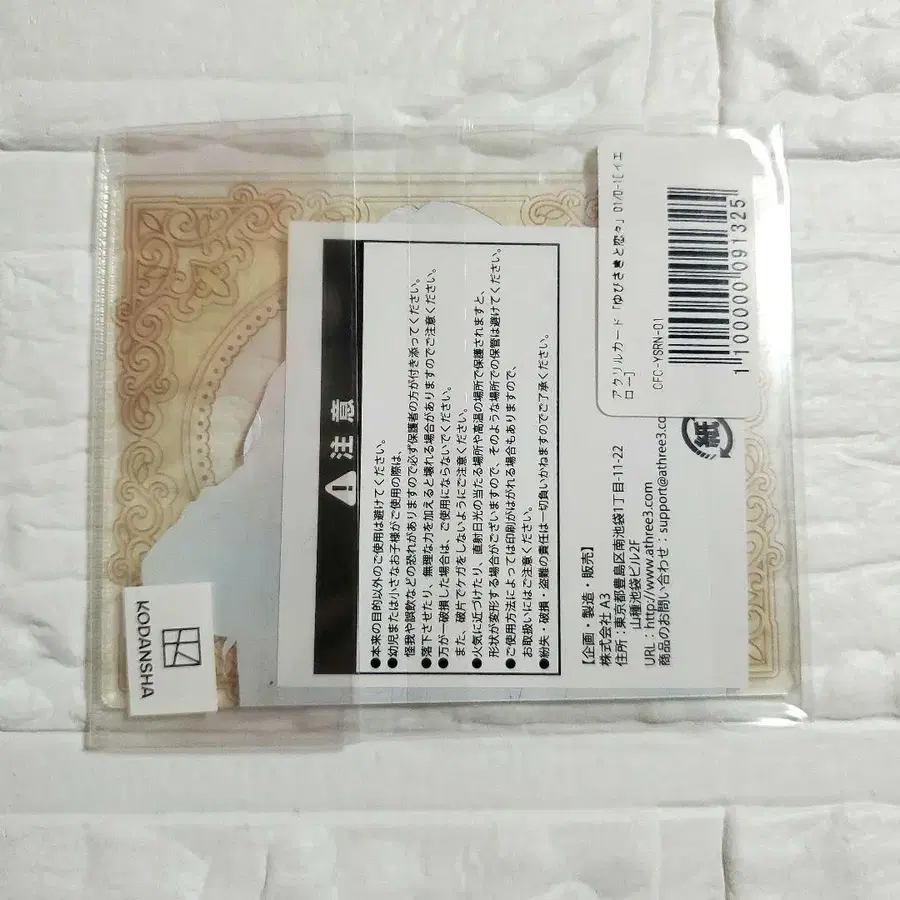 アクリルカード「ゆびさきと恋々」01/D-1[イエ
ロー]
CFC-YSRN-01
1100000091325
注意
●本来の目的以外のご使用は避けてください。
●幼児または小さなお子様がご使用の際は、
怪我や誤飲などの恐れがありますので必ず保護者の方が付き添ってください。
●落下させたり、無理な力を加えると壊れる場合がありますのでご注意ください。
●万が一破損した場合は、ご使用にならないでください。
また、破片でケガをしないようにご注意ください。
●火気に近づけたり、直射日光の当たる場所や高温の場所で保護されますと、
形状が変形する場合がございますので、そのような場所での保管は避けてください。
●ご使用方法によっては印刷がはがれる場合もありますので、
お取扱いにはご注意ください。
●紛失・破損・盗難の責任は一切負いかねますのでご了承ください。
【企画・製造・販売】
株式会社 A3
住所：東京都豊島区南池袋1丁目-11-22
山種池袋ビル2F
URL：http://www.athree3.com
商品のお問い合わせ：support@athree3.co
紙
KODANSHA